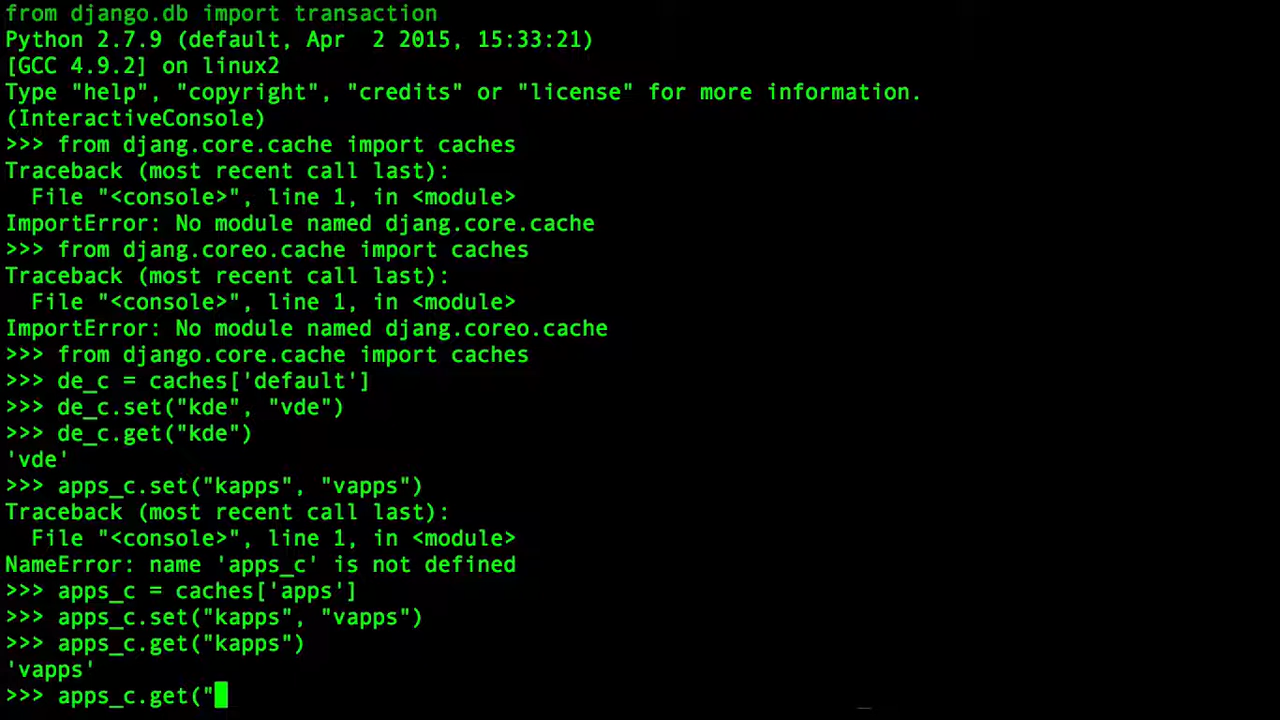 from django.db import transaction
Python 2.7.9 (default, Apr  2 2015, 15:33:21)
[GCC 4.9.2] on linux2
Type "help", "copyright", "credits" or "license" for more information.
(InteractiveConsole)
>>> from djang.core.cache import caches
Traceback (most recent call last):
  File "<console>", line 1, in <module>
ImportError: No module named djang.core.cache
>>> from djang.coreo.cache import caches
Traceback (most recent call last):
  File "<console>", line 1, in <module>
ImportError: No module named djang.coreo.cache
>>> from django.core.cache import caches
>>> de_c = caches['default']
>>> de_c.set("kde", "vde")
>>> de_c.get("kde")
'vde'
>>> apps_c.set("kapps", "vapps")
Traceback (most recent call last):
  File "<console>", line 1, in <module>
NameError: name 'apps_c' is not defined
>>> apps_c = caches['apps']
>>> apps_c.set("kapps", "vapps")
>>> apps_c.get("kapps")
'vapps'
>>> apps_c.get("